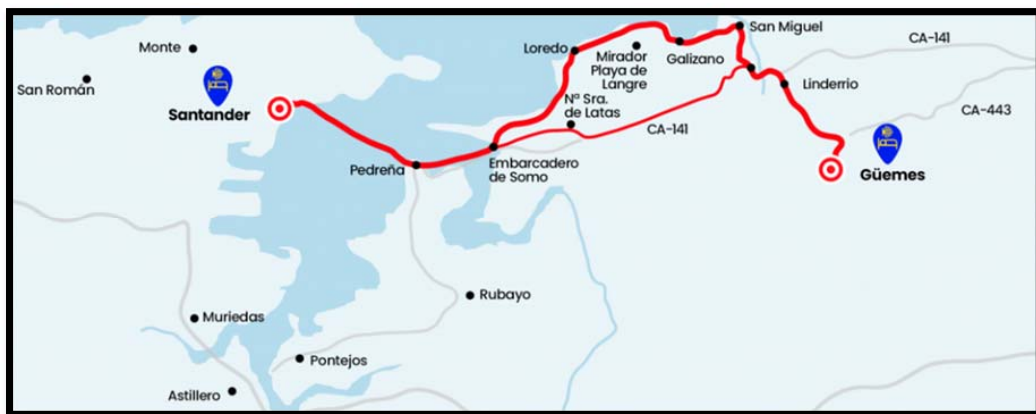 Monte
San Román
Santander
Loredo
Mirador
Playa de
Langre
Galizano
San Miguel
CA-141
Linderrio
CA-443
Nª Sra.
de Latas
CA-141
Pedreña
Embarcadero
de Somo
Güemes
Rubayo
Muriedas
Pontejos
Astillero